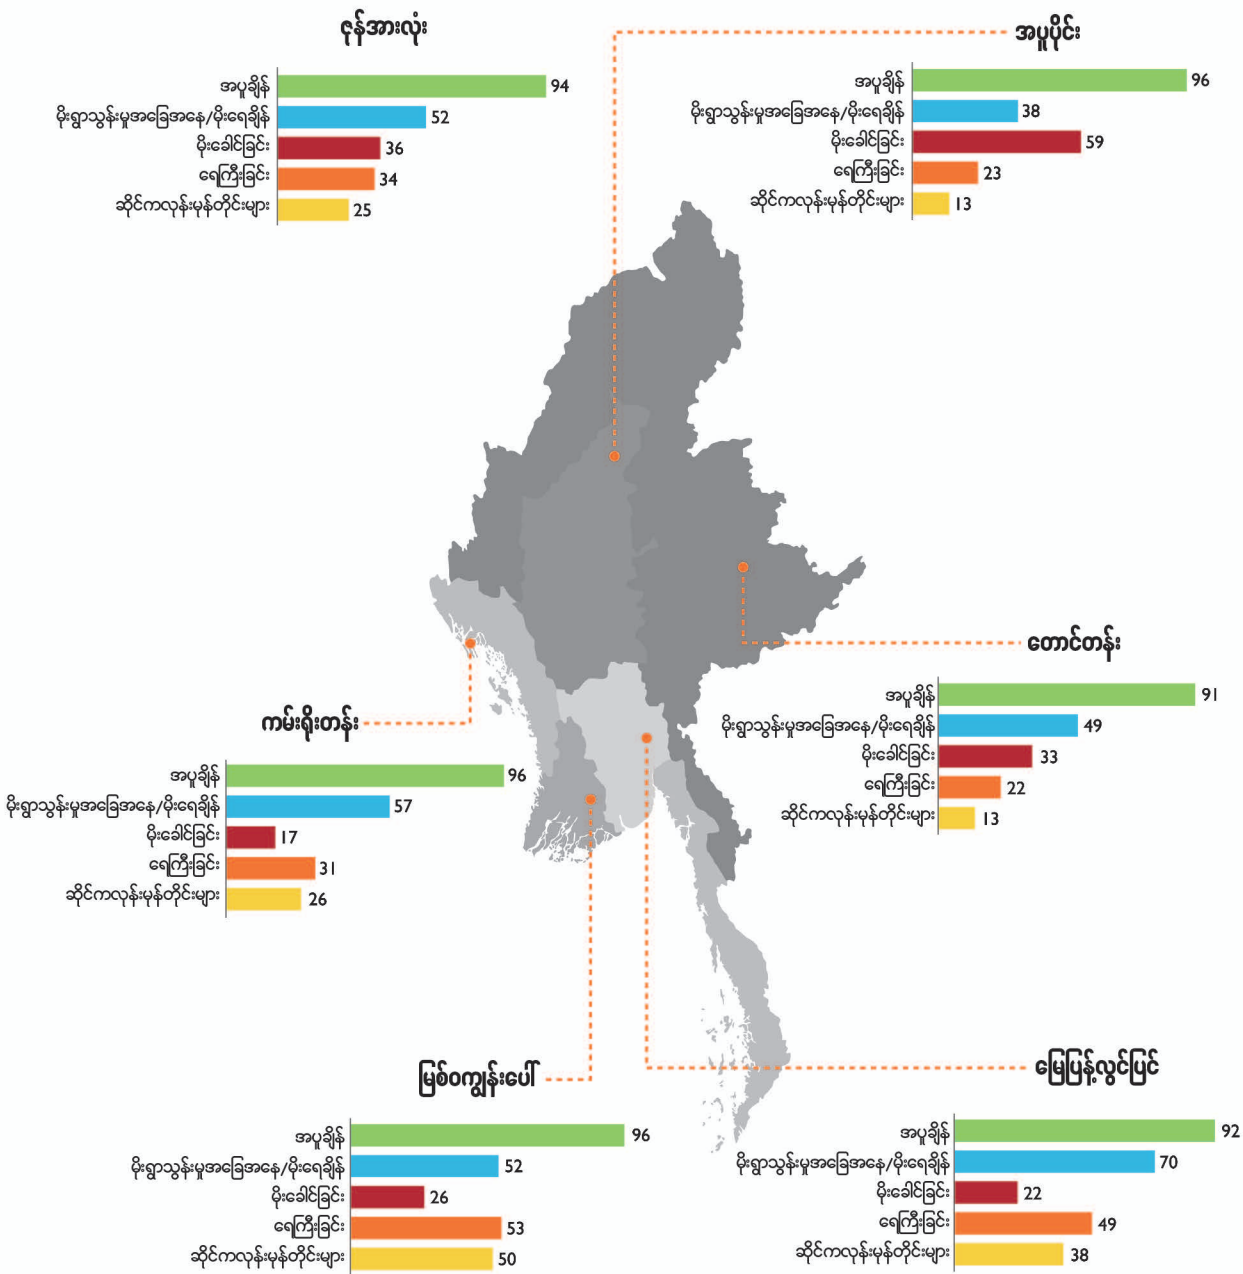 ဇုန်အားလုံး
အပူချိန် 94
မိုးရွာသွန်းမှုအခြေအနေ/မိုးရေချိန် 52
မိုးခေါင်ခြင်း 36
ရေကြီးခြင်း 34
ဆိုင်ကလုန်းမုန်တိုင်းများ 25
အပူပိုင်း
အပူချိန် 96
မိုးရွာသွန်းမှုအခြေအနေ/မိုးရေချိန် 38
မိုးခေါင်ခြင်း 59
ရေကြီးခြင်း 23
ဆိုင်ကလုန်းမုန်တိုင်းများ 13
တောင်တန်း
အပူချိန် 91
မိုးရွာသွန်းမှုအခြေအနေ/မိုးရေချိန် 49
မိုးခေါင်ခြင်း 33
ရေကြီးခြင်း 22
ဆိုင်ကလုန်းမုန်တိုင်းများ 13
ကမ်းရိုးတန်း
အပူချိန် 96
မိုးရွာသွန်းမှုအခြေအနေ/မိုးရေချိန် 57
မိုးခေါင်ခြင်း 17
ရေကြီးခြင်း 31
ဆိုင်ကလုန်းမုန်တိုင်းများ 26
မြစ်ဝကျွန်းပေါ်
အပူချိန် 96
မိုးရွာသွန်းမှုအခြေအနေ/မိုးရေချိန် 52
မိုးခေါင်ခြင်း 26
ရေကြီးခြင်း 53
ဆိုင်ကလုန်းမုန်တိုင်းများ 50
မြေပြန့်လွင်ပြင်
အပူချိန် 92
မိုးရွာသွန်းမှုအခြေအနေ/မိုးရေချိန် 70
မိုးခေါင်ခြင်း 22
ရေကြီးခြင်း 49
ဆိုင်ကလုန်းမုန်တိုင်းများ 38